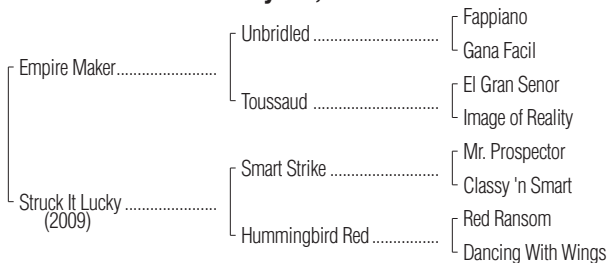 Fappiano
Unbridled
Gana Facil
Empire Maker
El Gran Senor
Toussaud
Image of Reality
Mr. Prospector
Smart Strike
Classy 'n Smart
Struck It Lucky
(2009)
Red Ransom
Hummingbird Red
Dancing With Wings